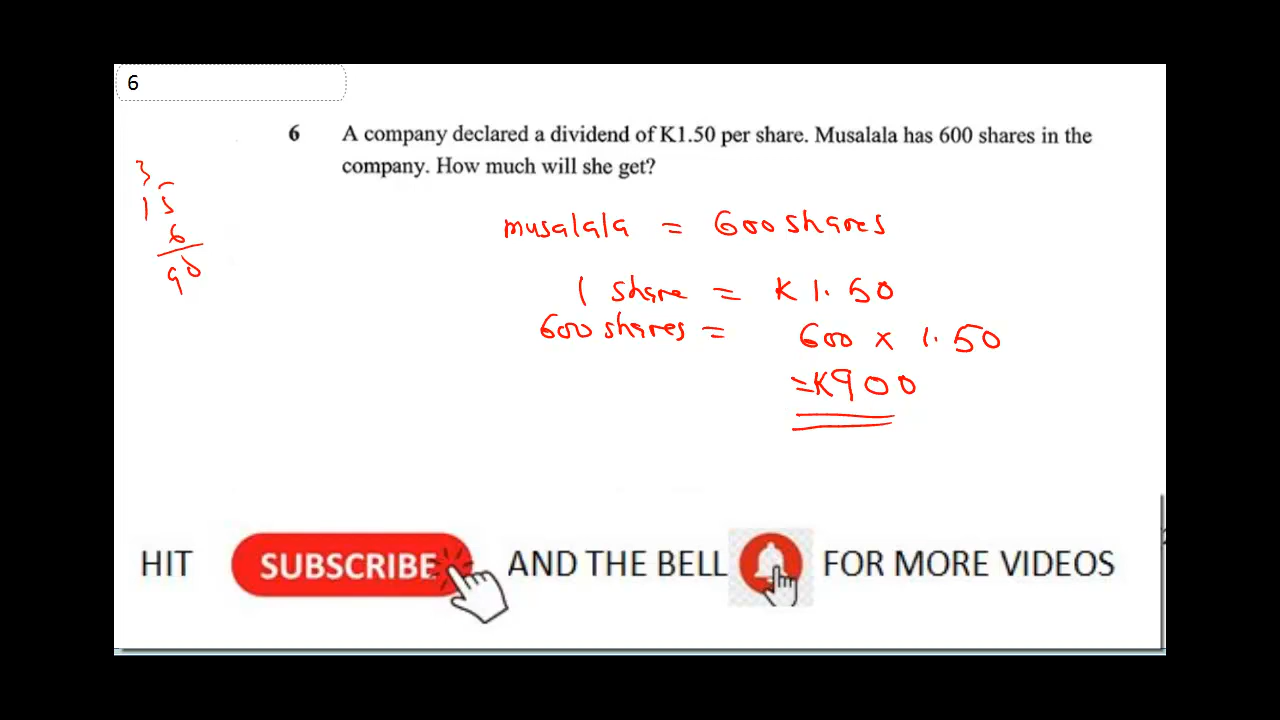 6
6 A company declared a dividend of K1.50 per share. Musalala has 600 shares in the
company. How much will she get?
3
15
6
90
musalala = 600 shares
1 share = K 1.50
600 shares = 600 x 1.50
=K900
HIT SUBSCRIBE AND THE BELL FOR MORE VIDEOS